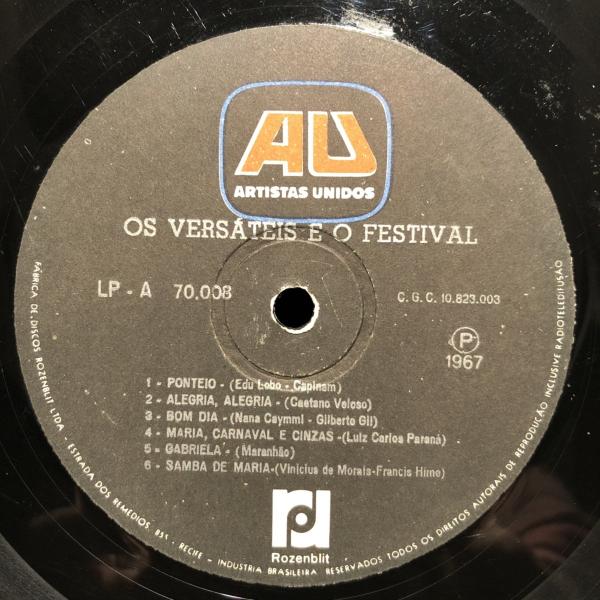 AU
ARTISTAS UNIDOS
OS VERSÁTEIS E O FESTIVAL
LP - A 70.008
C. G. C. 10.823.003
P
1967
1 - PONTEIO - (Edu Lobo - Capinam)
2 - ALEGRIA, ALEGRIA - (Caetano Veloso)
3 - BOM DIA - (Nana Caymmi - Gilberto Gil)
4 - MARIA, CARNAVAL E CINZAS - (Luiz Carlos Paraná)
5 - GABRIELA - (Maranhão)
6 - SAMBA DE MARIA - (Vinicius de Morais - Francis Hime)
Rozenblit
FÁBRICA DE DISCOS ROZENBLIT LTDA. - ESTRADA DOS REMEDIOS, 855 - RECIFE - INDUSTRIA BRASILEIRA. RESERVADOS TODOS OS DIREITOS AUTORAIS DE REPRODUÇÃO INCLUSIVE RADIOTELEDIFUSÃO